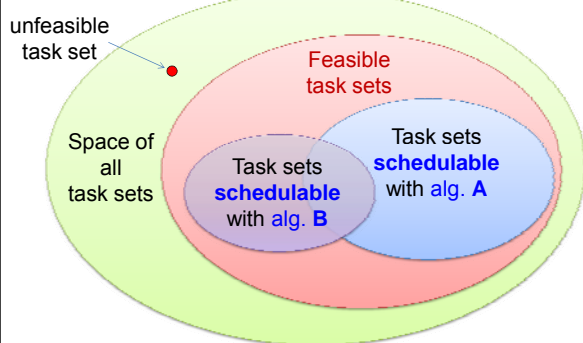 unfeasible
task set
Feasible
task sets
Space of
all
task sets
Task sets
schedulable
with alg. B
Task sets
schedulable
with alg. A